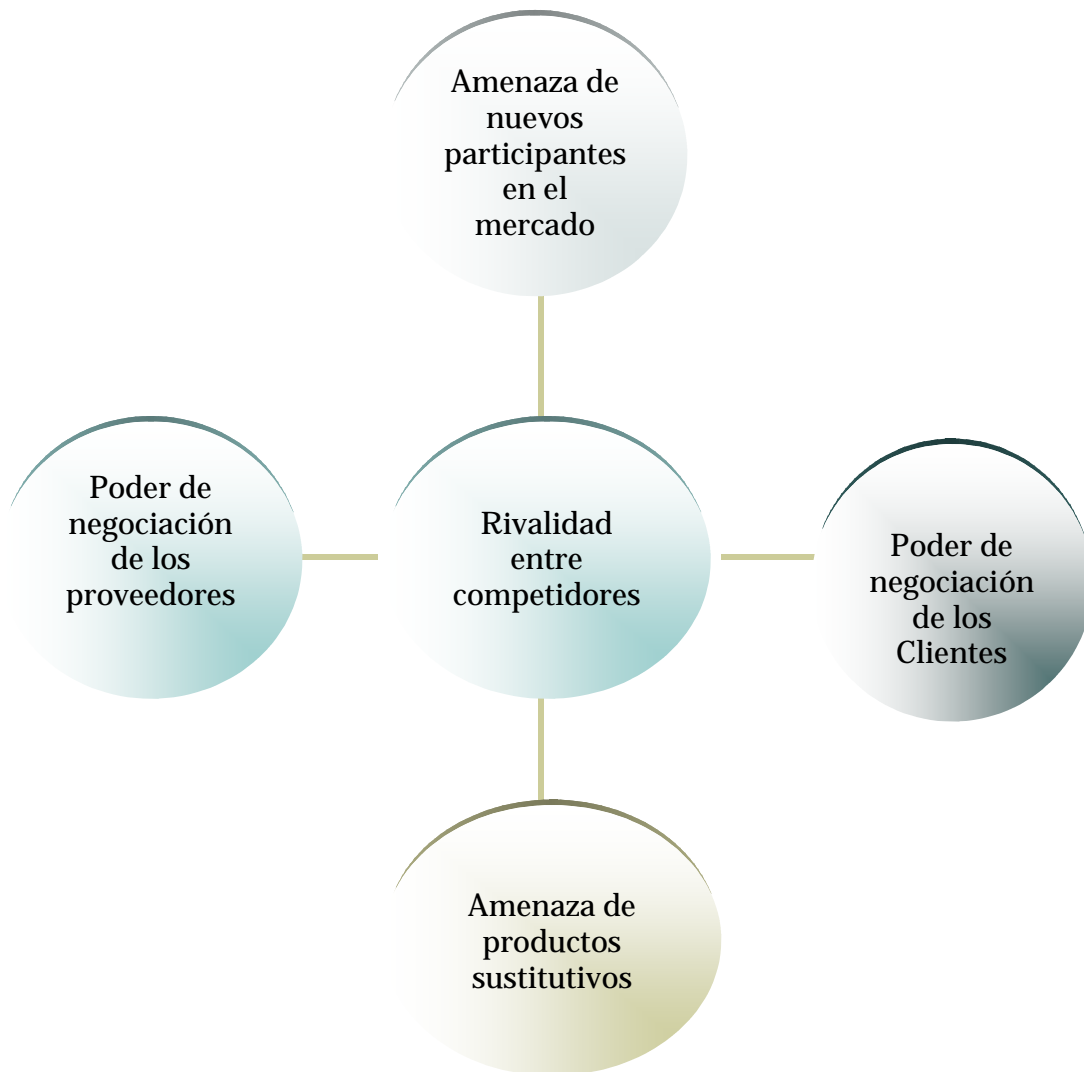 Amenaza de
nuevos
participantes
en el
mercado
Poder de
negociación
de los
proveedores
Rivalidad
entre
competidores
Poder de
negociación
de los
Clientes
Amenaza de
productos
sustitutivos